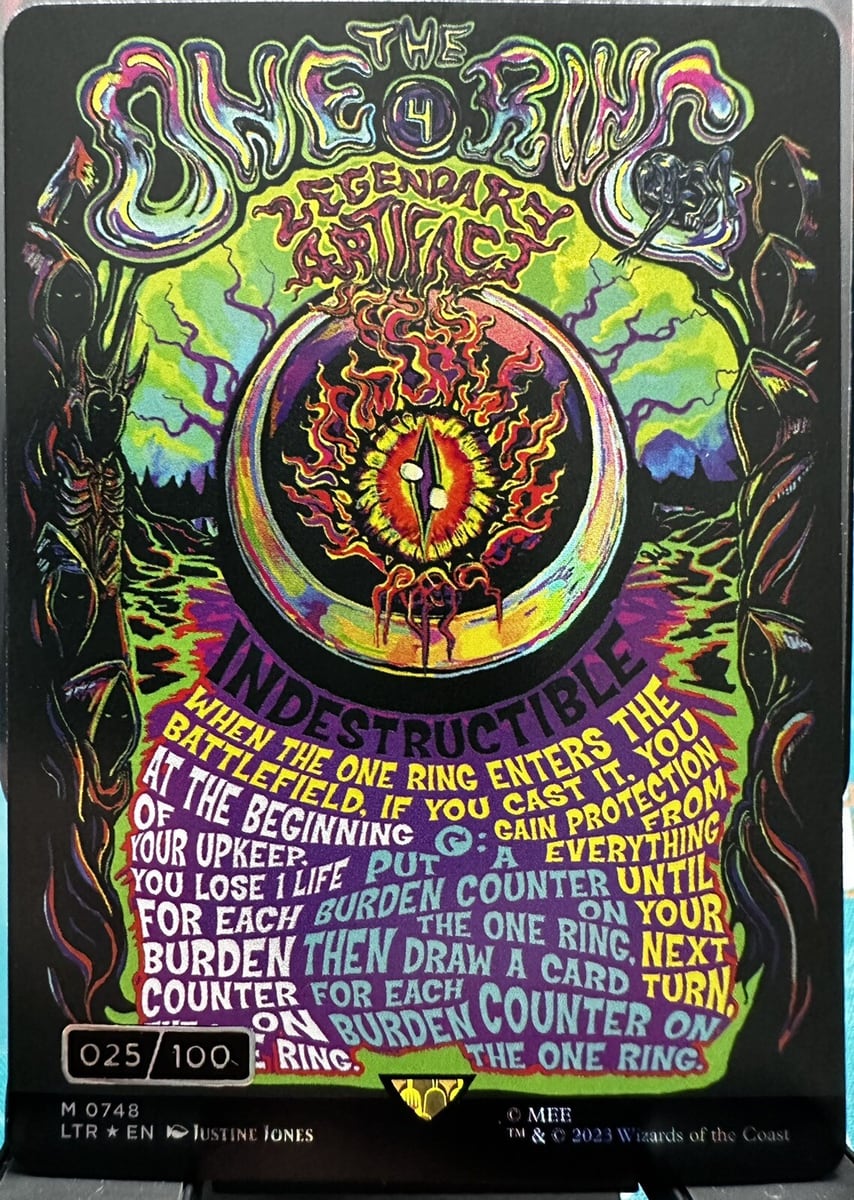 THE
ONE RING
4
LEGENDARY
ARTIFACT
INDESTRUCTIBLE
WHEN THE ONE RING ENTERS THE
BATTLEFIELD, IF YOU CAST IT, YOU
GAIN PROTECTION
FROM
EVERYTHING
UNTIL
YOUR
NEXT
TURN.
AT THE BEGINNING
OF
YOUR UPKEEP,
YOU LOSE 1 LIFE
FOR EACH
BURDEN
COUNTER
ON
RING.
: PUT A
BURDEN COUNTER
ON
THE ONE RING,
THEN DRAW A CARD
FOR EACH
BURDEN COUNTER ON
THE ONE RING.
025/100
M 0748
LTR ★ EN JUSTINE JONES
© MEE
™ & © 2023 Wizards of the Coast